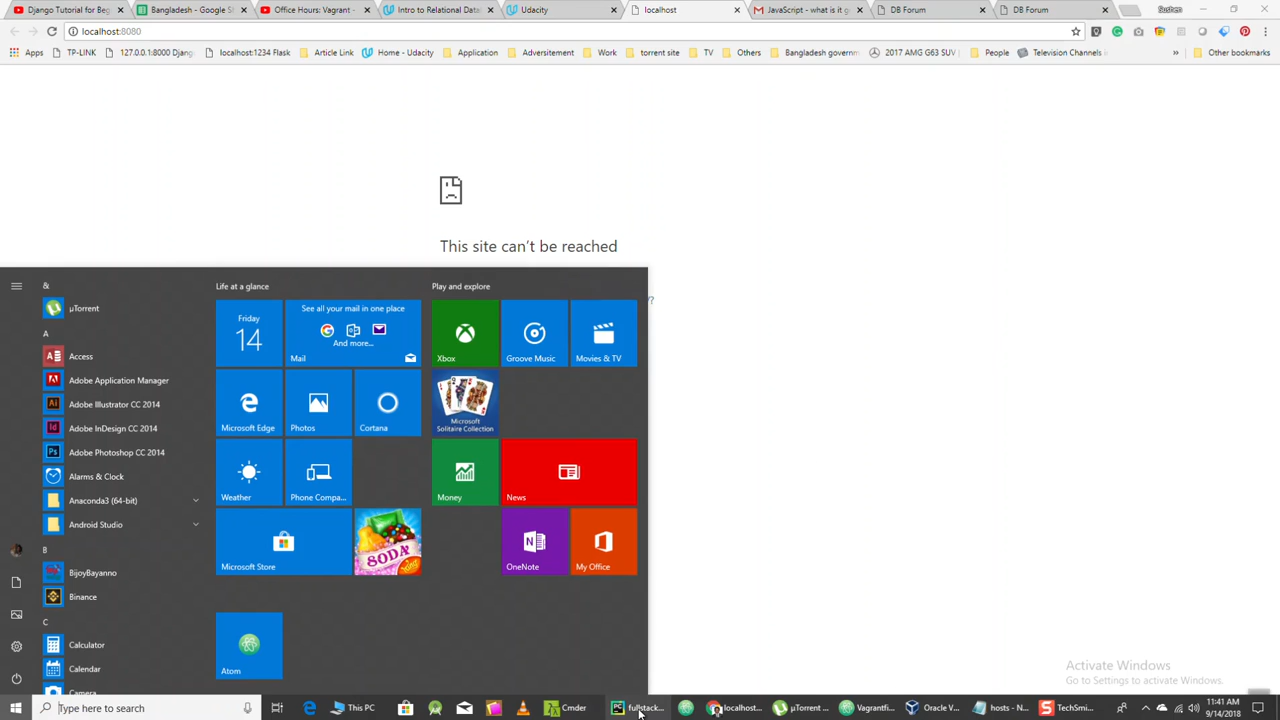 Django Tutorial for Beg
Bangladesh - Google S
Office Hours: Vagrant -
Intro to Relational Data
Udacity
localhost
JavaScript - what is it g
DB Forum
DB Forum
localhost:8080
Apps
TP-LINK
127.0.0.1:8000 Djang
localhost:1234 Flask
Article Link
Home - Udacity
Application
Adversitement
Work
torrent site
TV
Others
Bangladesh governm
2017 AMG G63 SUV |
People
Television Channels
»
Other bookmarks
This site can't be reached
&
µTorrent
A
Access
Adobe Application Manager
Adobe Illustrator CC 2014
Adobe InDesign CC 2014
Adobe Photoshop CC 2014
Alarms & Clock
Anaconda3 (64-bit)
Android Studio
B
BijoyBayanno
Binance
C
Calculator
Calendar
Camera
Life at a glance
Friday
14
See all your mail in one place
And more...
Mail
Microsoft Edge
Photos
Cortana
Weather
Phone Compa...
Microsoft Store
SODA
Atom
Play and explore
Xbox
Groove Music
Movies & TV
Microsoft
Solitaire Collection
Money
News
OneNote
My Office
Activate Windows
Go to Settings to activate Windows.
Type here to search
This PC
Cmder
fullstack...
localhost...
µTorrent ...
Vagrantfi...
Oracle V...
hosts - N...
TechSmi...
11:41 AM
9/14/2018